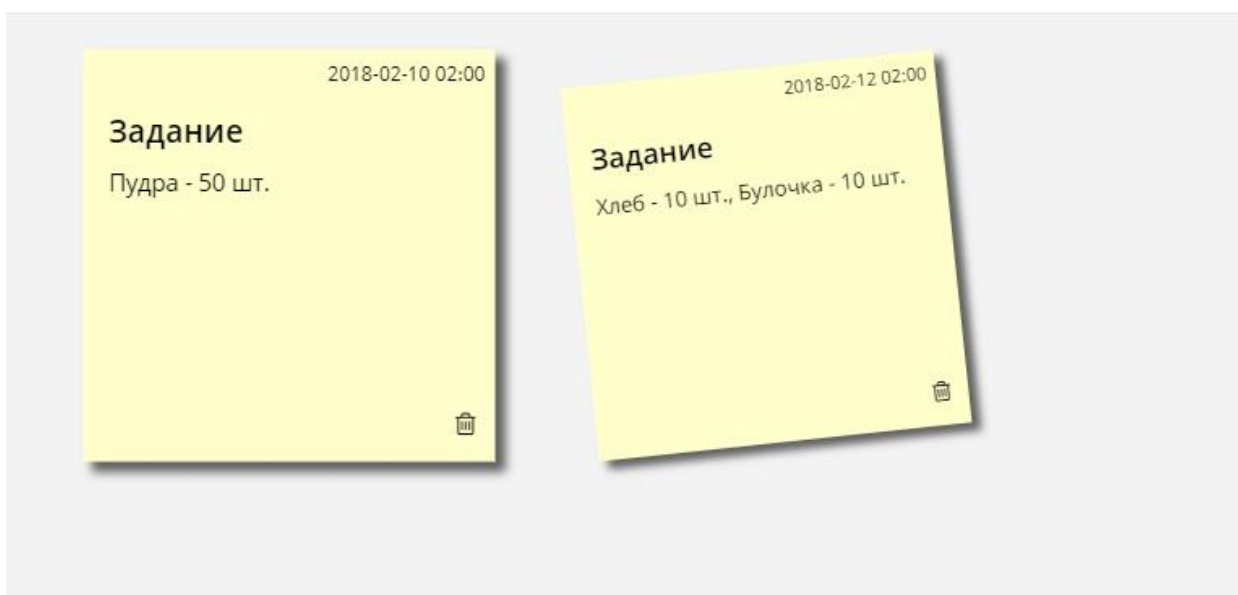 2018-02-10 02:00
Задание
Пудра - 50 шт.
2018-02-12 02:00
Задание
Хлеб - 10 шт., Булочка - 10 шт.